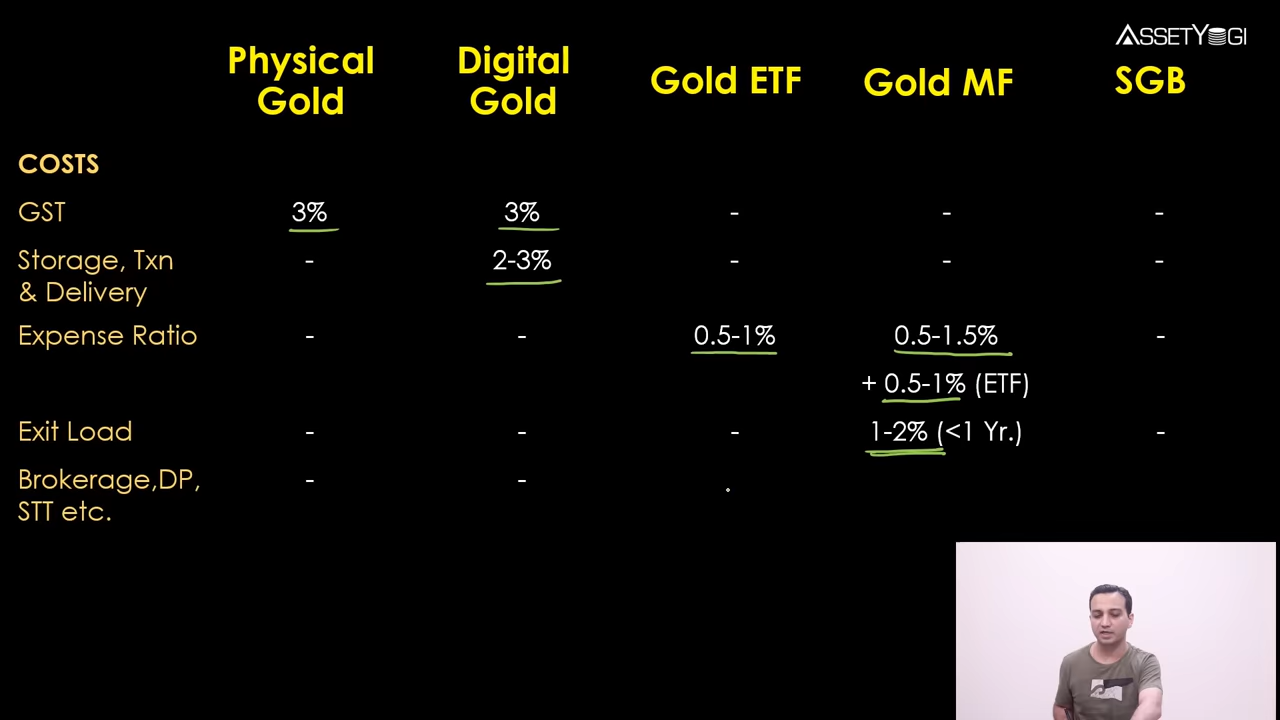 ASSETYOGI
Physical Gold Digital Gold Gold ETF Gold MF SGB
COSTS
GST 3% 3% - - -
Storage, Txn & Delivery - 2-3% - - -
Expense Ratio - - 0.5-1% 0.5-1.5% -
+ 0.5-1% (ETF)
Exit Load - - - 1-2% (<1 Yr.) -
Brokerage,DP, STT etc. - -